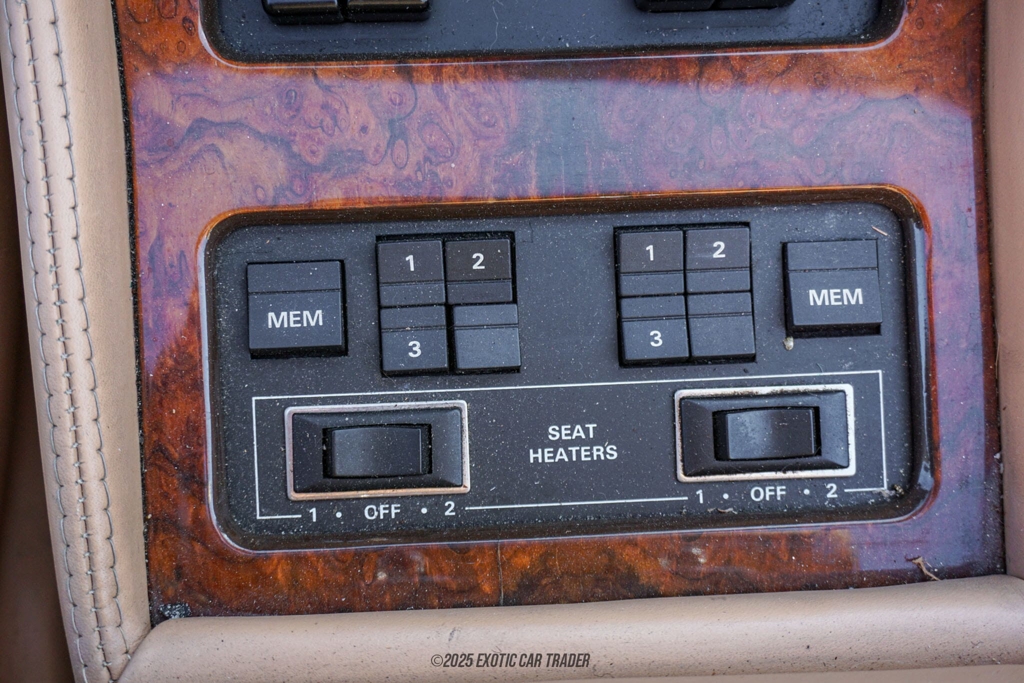 1 2 1 2
MEM MEM
3 3
SEAT
HEATERS
1 • OFF • 2 1 • OFF • 2
©2025 EXOTIC CAR TRADER